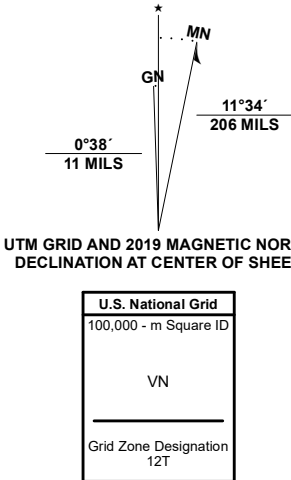 ★
MN
GN
11°34´
206 MILS
0°38´
11 MILS
UTM GRID AND 2019 MAGNETIC NOR
DECLINATION AT CENTER OF SHEE
U.S. National Grid
100,000 - m Square ID
VN
Grid Zone Designation
12T